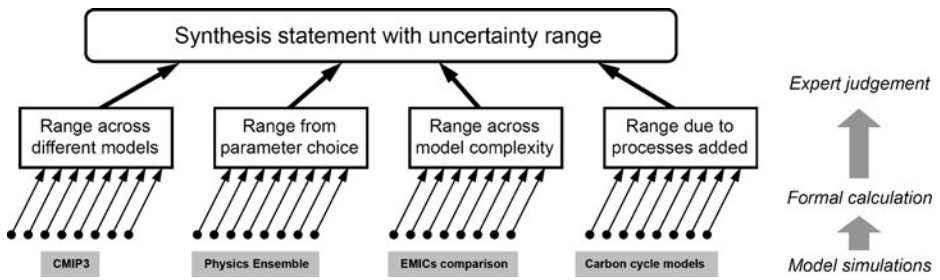 Synthesis statement with uncertainty range
Expert judgement
Range across
different models
Range from
parameter choice
Range across
model complexity
Range due to
processes added
Formal calculation
CMIP3
Physics Ensemble
EMICs comparison
Carbon cycle models
Model simulations